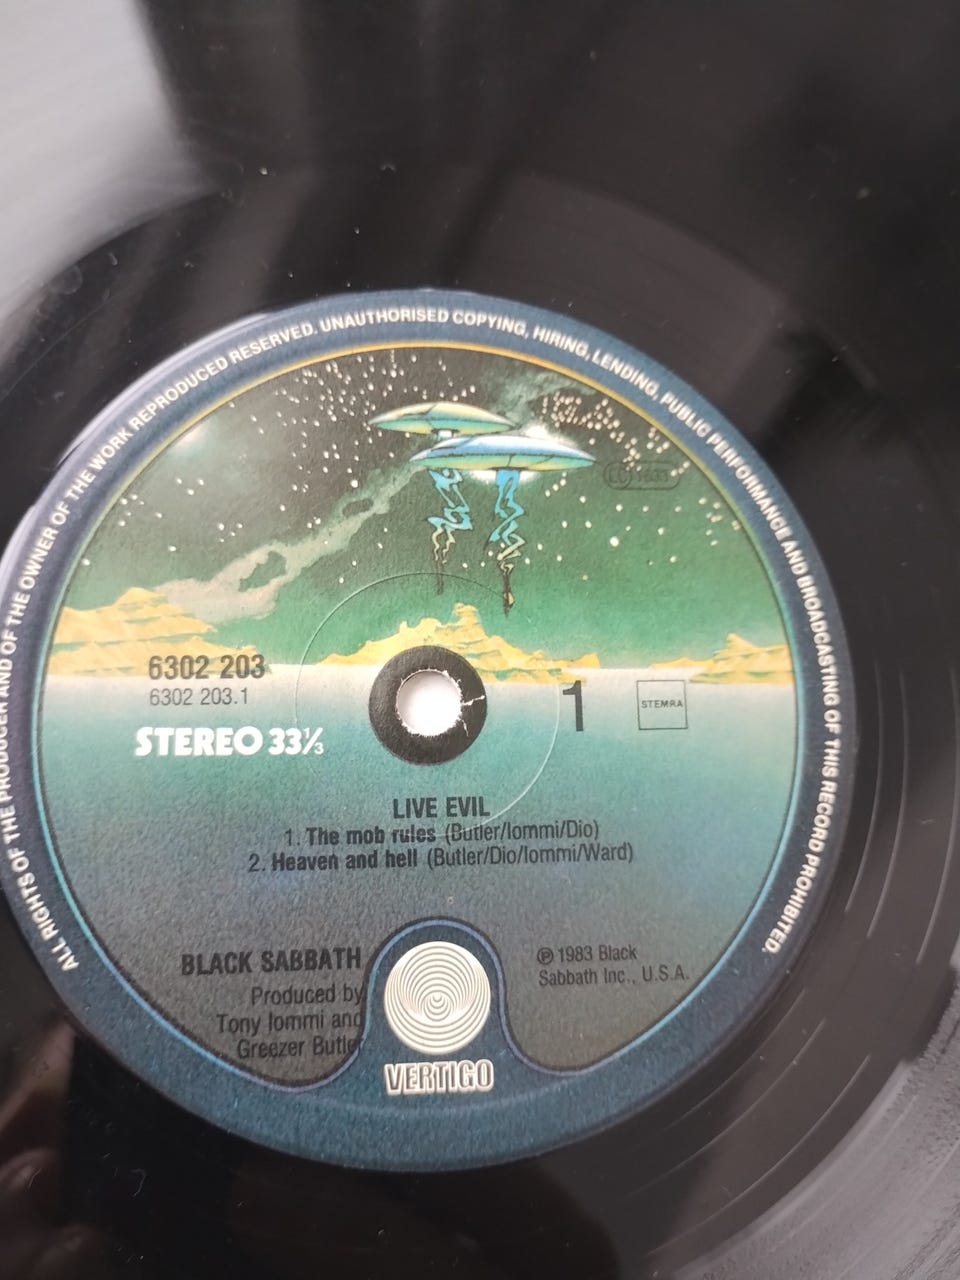 ALL RIGHTS OF THE PRODUCER AND OF THE OWNER OF THE WORK REPRODUCED RESERVED. UNAUTHORISED COPYING, HIRING, LENDING, PUBLIC PERFORMANCE AND BROADCASTING OF THIS RECORD PROHIBITED.
6302 203
6302 203.1
STEREO 33⅓
1
STEMRA
LIVE EVIL
1. The mob rules (Butler/Iommi/Dio)
2. Heaven and hell (Butler/Dio/Iommi/Ward)
BLACK SABBATH
Produced by
Tony Iommi and
Greezer Butler
℗ 1983 Black
Sabbath Inc., U.S.A.
VERTIGO